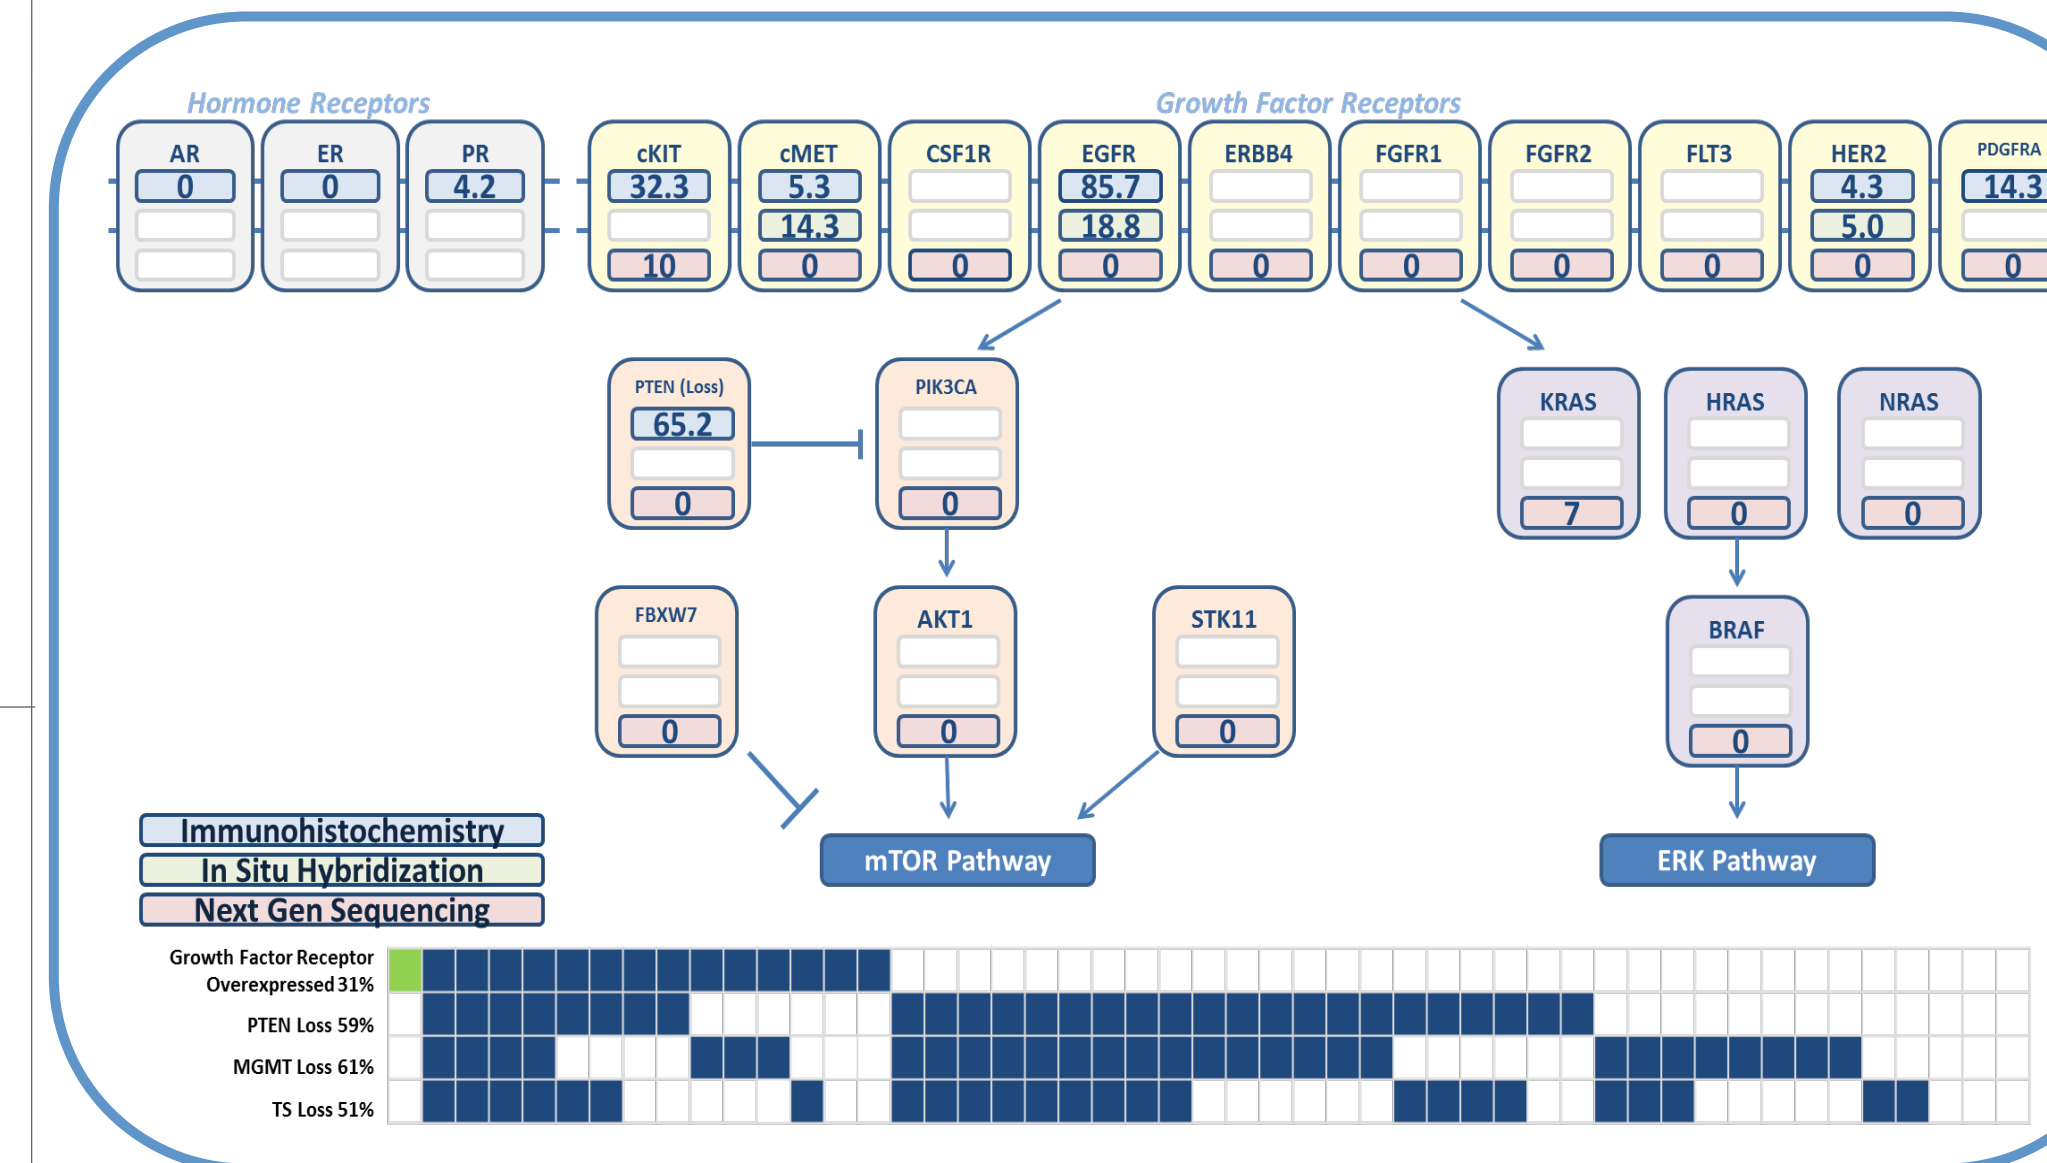 Hormone Receptors
Growth Factor Receptors
AR
0
ER
0
PR
4.2
cKIT
32.3
10
cMET
5.3
14.3
0
CSF1R
0
EGFR
85.7
18.8
0
ERBB4
0
FGFR1
0
FGFR2
0
FLT3
0
HER2
4.3
5.0
0
PDGFRA
14.3
0
PTEN (Loss)
65.2
0
PIK3CA
0
KRAS
7
HRAS
0
NRAS
0
FBXW7
0
AKT1
0
STK11
0
BRAF
0
Immunohistochemistry
In Situ Hybridization
Next Gen Sequencing
mTOR Pathway
ERK Pathway
Growth Factor Receptor
Overexpressed 31%
PTEN Loss 59%
MGMT Loss 61%
TS Loss 51%